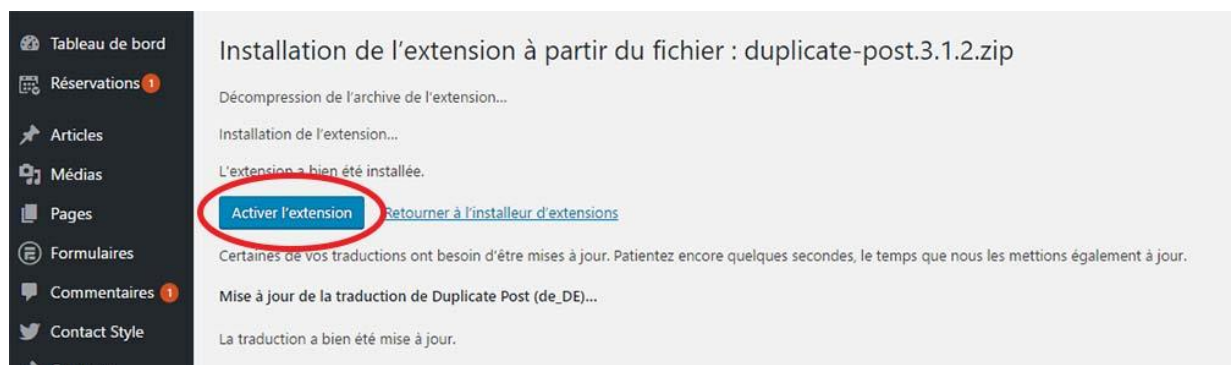 Tableau de bord
Réservations 1
Articles
Médias
Pages
Formulaires
Commentaires 1
Contact Style
Installation de l'extension à partir du fichier : duplicate-post.3.1.2.zip
Décompression de l'archive de l'extension...
Installation de l'extension...
L'extension a bien été installée.
Activer l'extension Retourner à l'installeur d'extensions
Certaines de vos traductions ont besoin d'être mises à jour. Patientez encore quelques secondes, le temps que nous les mettions également à jour.
Mise à jour de la traduction de Duplicate Post (de_DE)...
La traduction a bien été mise à jour.